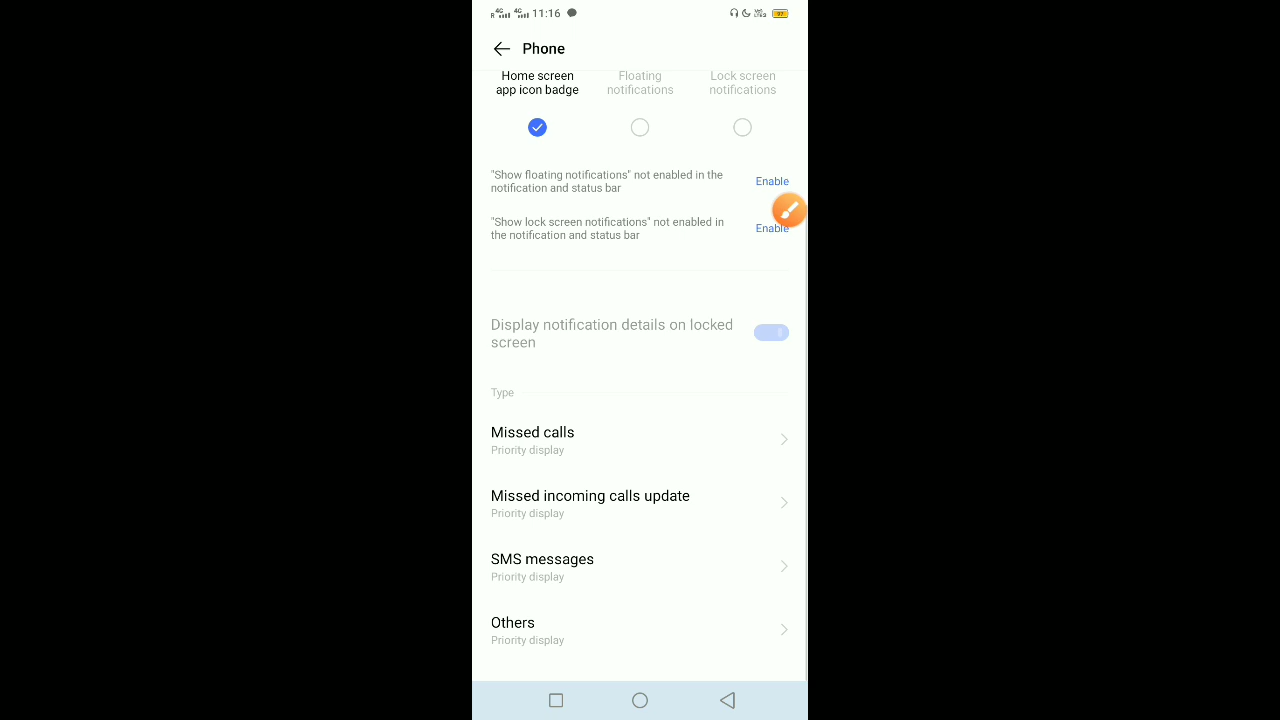 R 4G 4G 11:16 97
Phone
Home screen Floating Lock screen
app icon badge notifications notifications
"Show floating notifications" not enabled in the
notification and status bar
Enable
"Show lock screen notifications" not enabled in
the notification and status bar
Enable
Display notification details on locked
screen
Type
Missed calls
Priority display
Missed incoming calls update
Priority display
SMS messages
Priority display
Others
Priority display